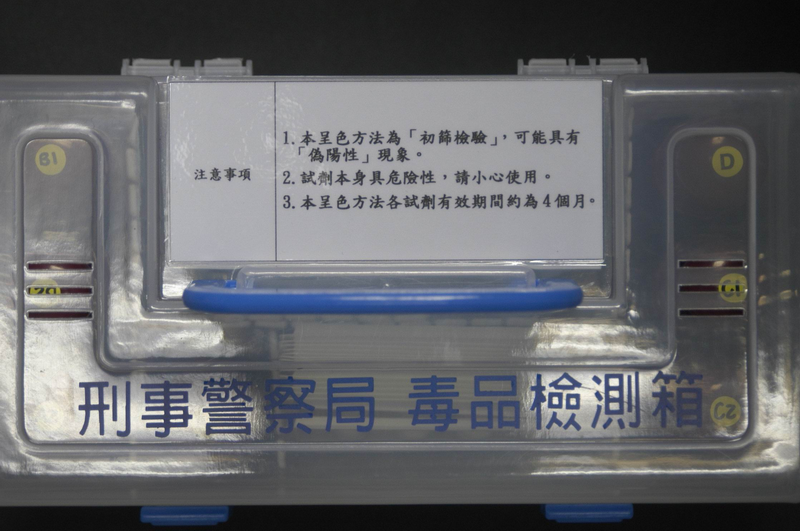 注意事項
1.本呈色方法為「初篩檢驗」，可能具有
「偽陽性」現象。
2.試劑本身具危險性，請小心使用。
3.本呈色方法各試劑有效期間約為4個月。
B1
D
C1
刑事警察局 毒品檢測箱
C2